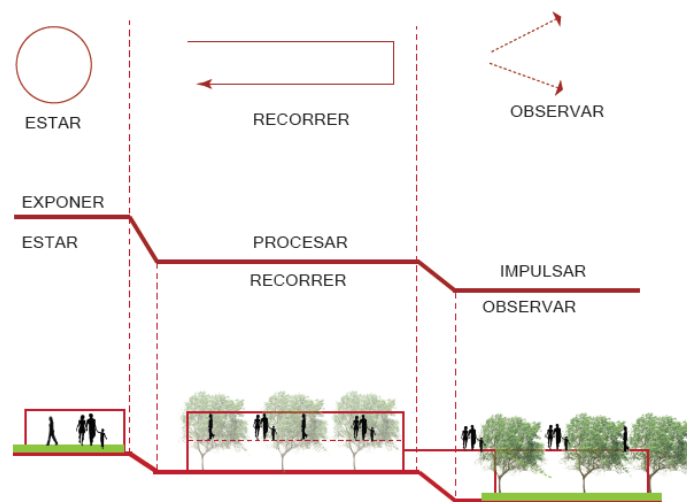 ESTAR
RECORRER
OBSERVAR
EXPONER
ESTAR
PROCESAR
RECORRER
IMPULSAR
OBSERVAR